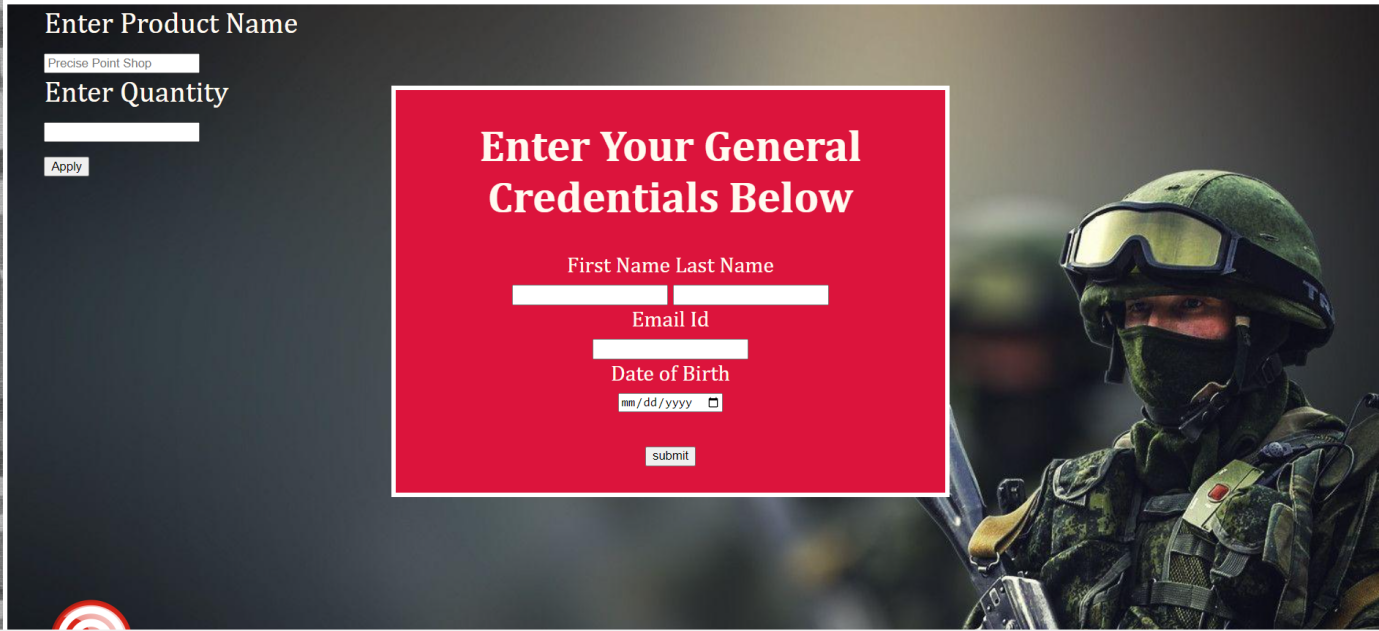 Enter Product Name
Precise Point Shop
Enter Quantity
Apply
Enter Your General
Credentials Below
First Name Last Name
Email Id
Date of Birth
mm/dd/yyyy
submit